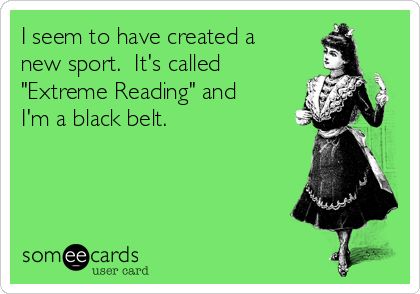 I seem to have created a
new sport.  It's called
"Extreme Reading" and
I'm a black belt.
someecards
user card